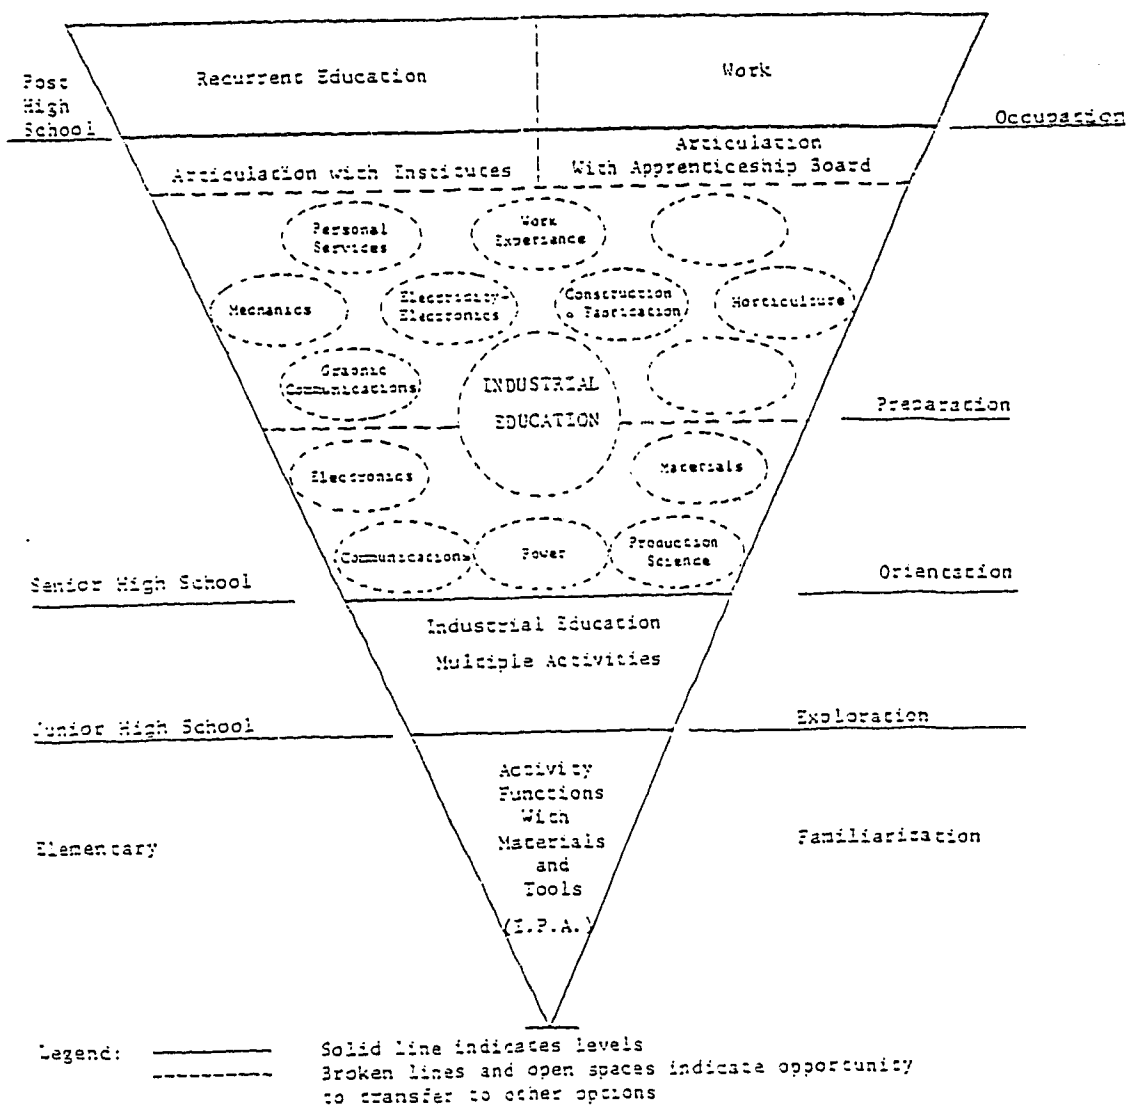 Recurrent Education
Work
Post
High
School
Occupation
Articulation with Institutes
Articulation
With Apprenticeship Board
Personal
Services
Work
Experiance
Mechanics
Electricity-
Electronics
Construction
& Fabrication
Horticulture
Graphic
Communications
INDUSTRIAL
EDUCATION
Preparation
Electronics
Materials
Communication
Power
Production
Science
Senior High School
Orientation
Industrial Education
Multiple Activities
Junior High School
Exploration
Activity
Functions
With
Materials
and
Tools
(I.P.A.)
Elementary
Familiarization
Legend:
Solid line indicates levels
Broken lines and open spaces indicate opportunity
to transfer to other options